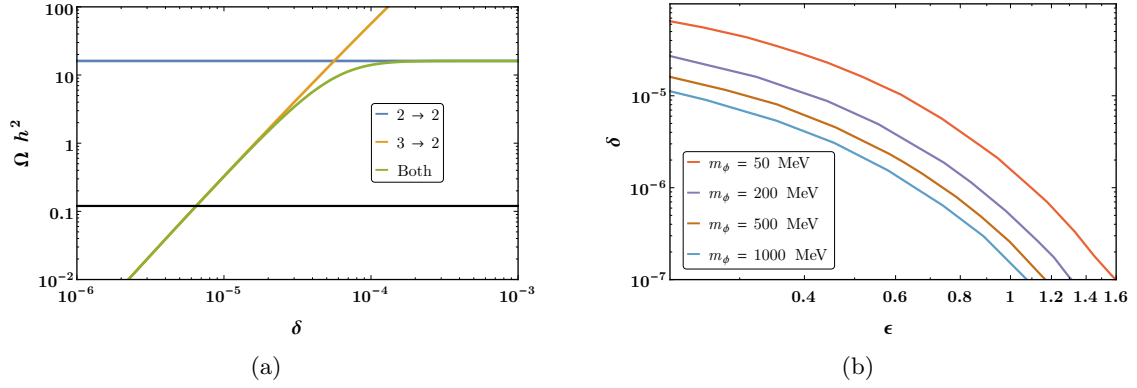 100
10
1
0.1
10⁻²
10⁻⁶
10⁻⁵
10⁻⁴
10⁻³
Ω h²
δ
2 → 2
3 → 2
Both
(a)
10⁻⁵
10⁻⁶
10⁻⁷
δ
0.4
0.6
0.8
1
1.2
1.4
1.6
ϵ
m_ϕ = 50 MeV
m_ϕ = 200 MeV
m_ϕ = 500 MeV
m_ϕ = 1000 MeV
(b)